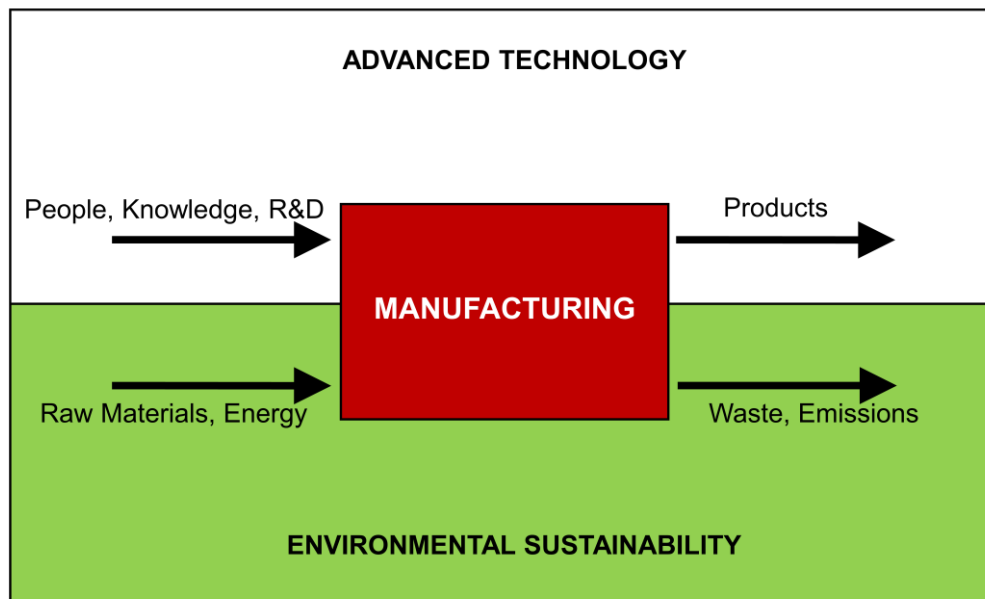 ADVANCED TECHNOLOGY
People, Knowledge, R&D
Products
MANUFACTURING
Raw Materials, Energy
Waste, Emissions
ENVIRONMENTAL SUSTAINABILITY